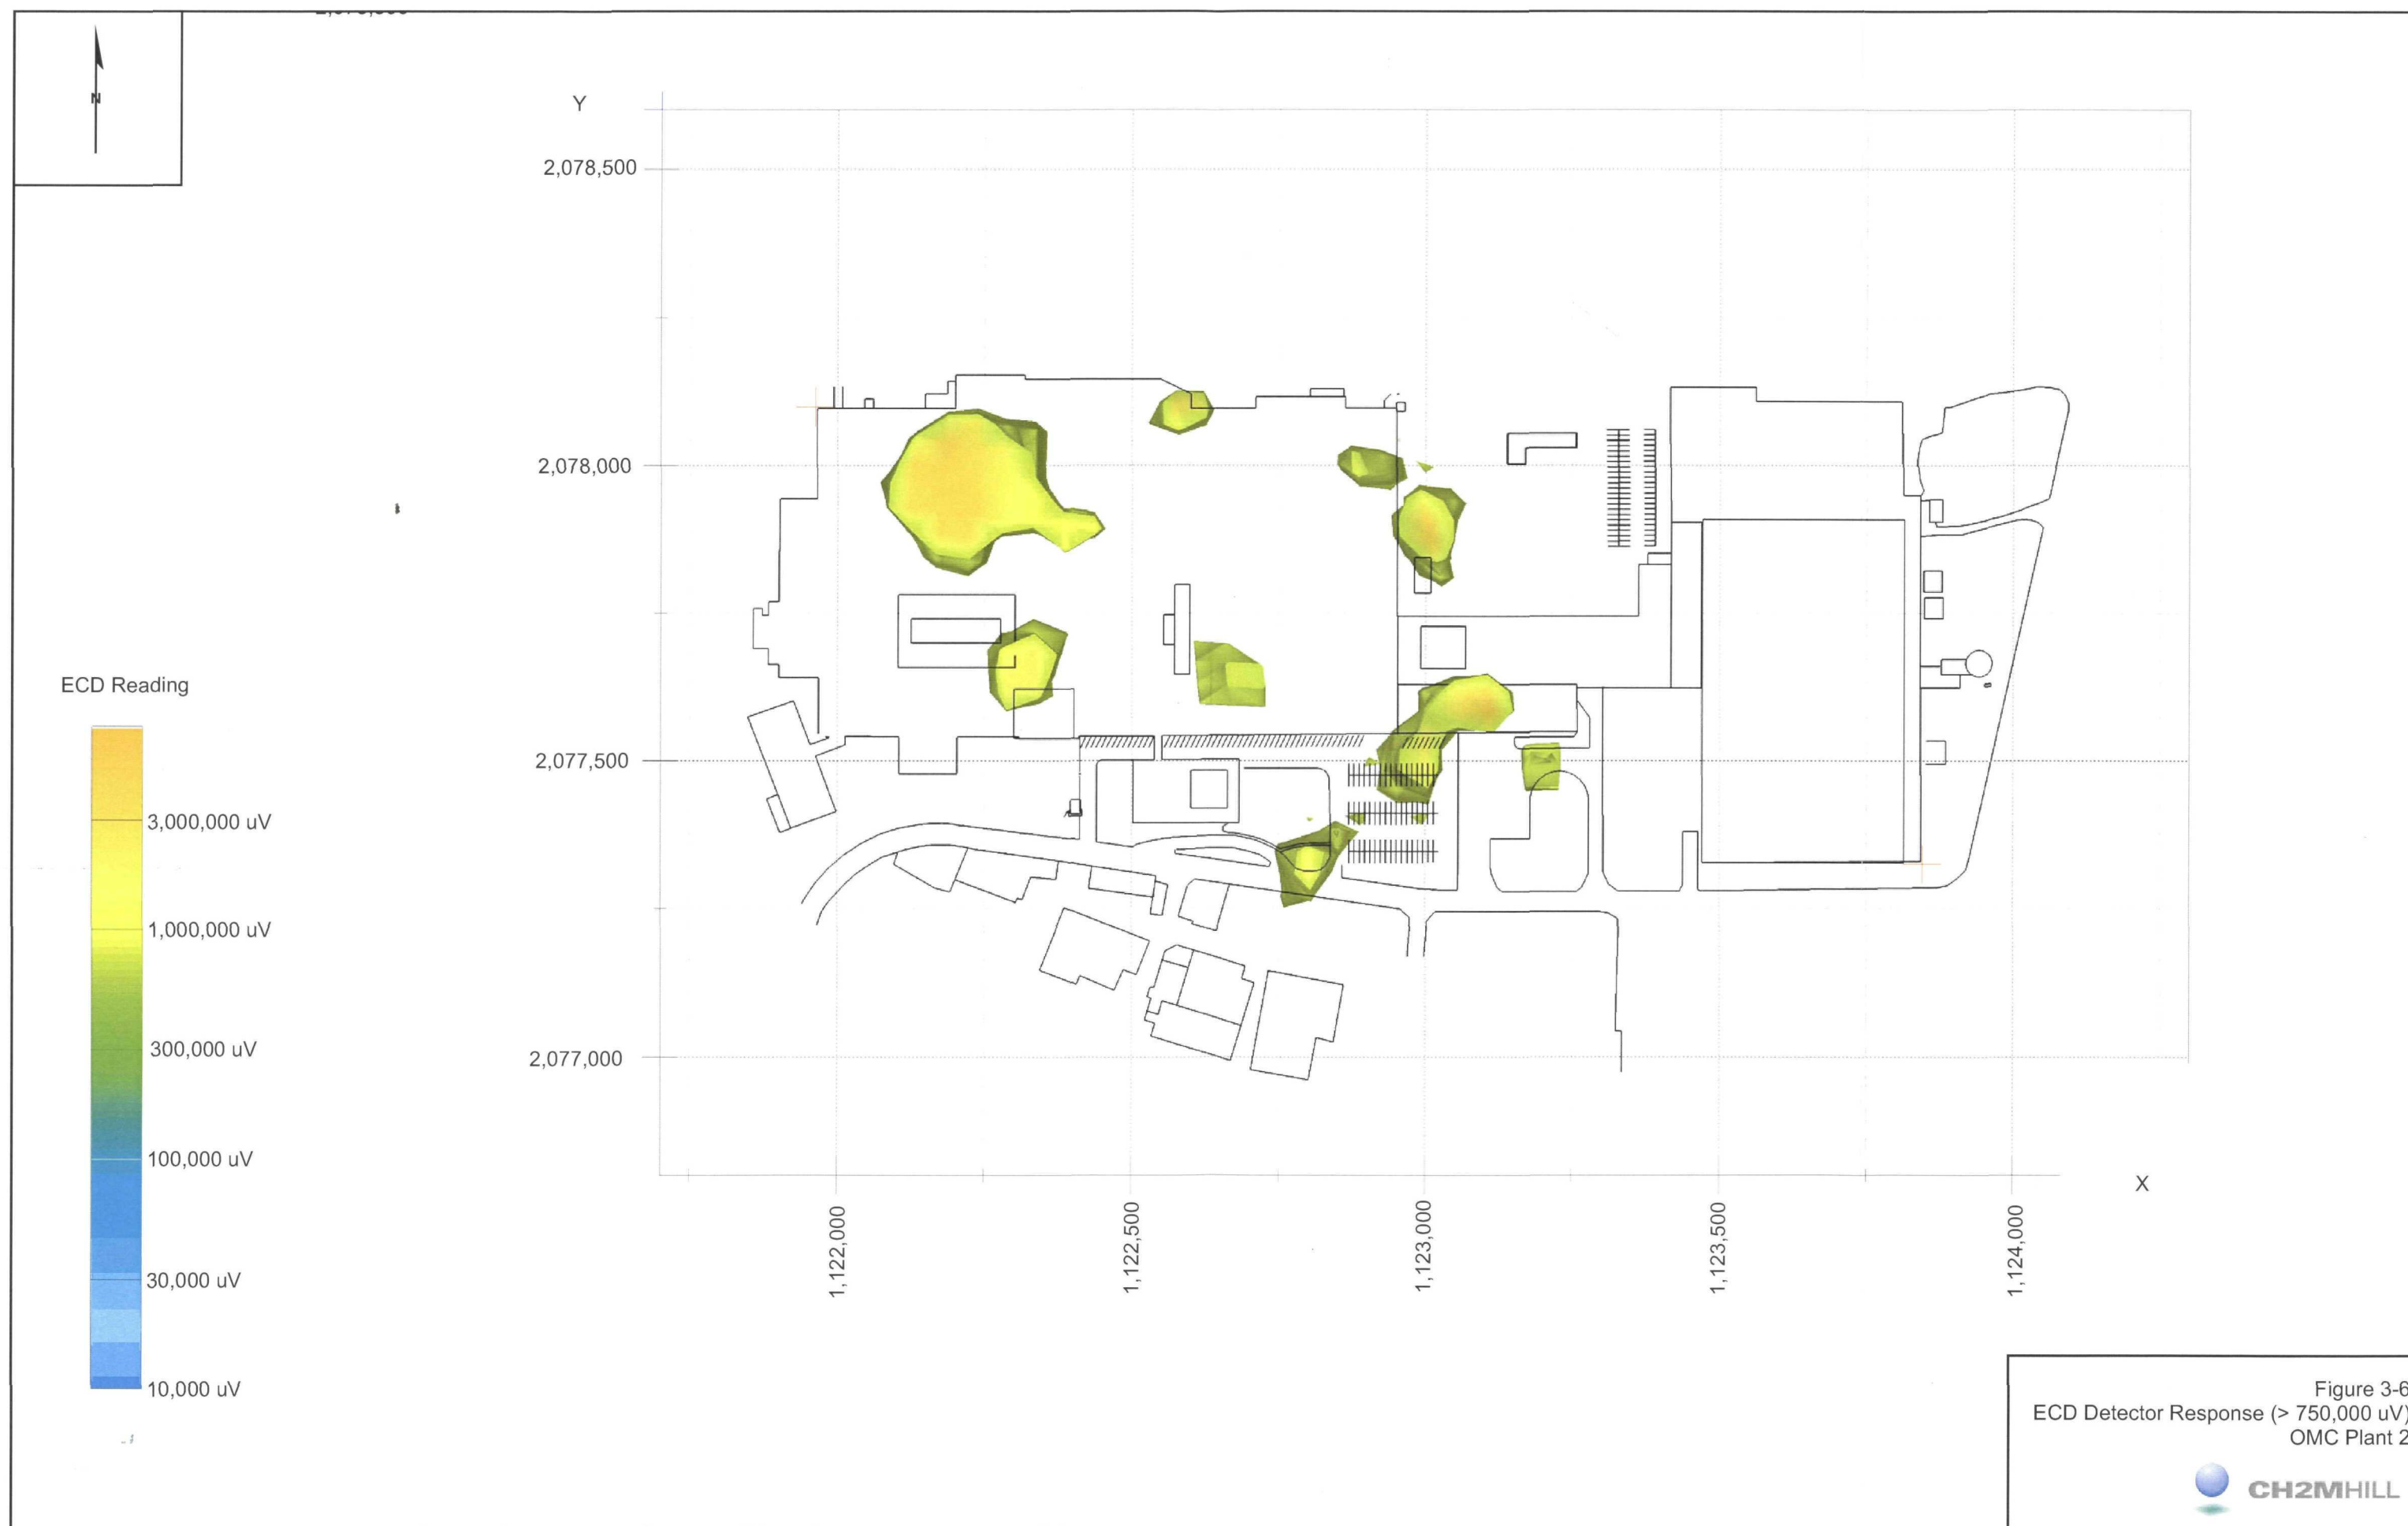 N
Y
2,078,500
2,078,000
2,077,500
2,077,000
X
1,122,000
1,122,500
1,123,000
1,123,500
1,124,000
ECD Reading
3,000,000 uV
1,000,000 uV
300,000 uV
100,000 uV
30,000 uV
10,000 uV
Figure 3-6
ECD Detector Response (> 750,000 uV)
OMC Plant 2
CH2MHILL